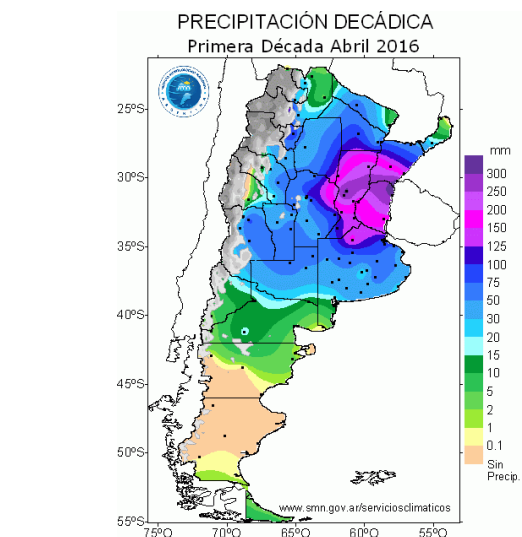 PRECIPITACIÓN DECÁDICA
Primera Década Abril 2016
mm
25°S
30°S
35°S
40°S
45°S
50°S
55°S
300
250
200
150
125
100
75
50
30
20
15
10
5
2
1
0.1
Sin
Precip.
www.smn.gov.ar/serviciosclimaticos
75°O 70°O 65°O 60°O 55°O